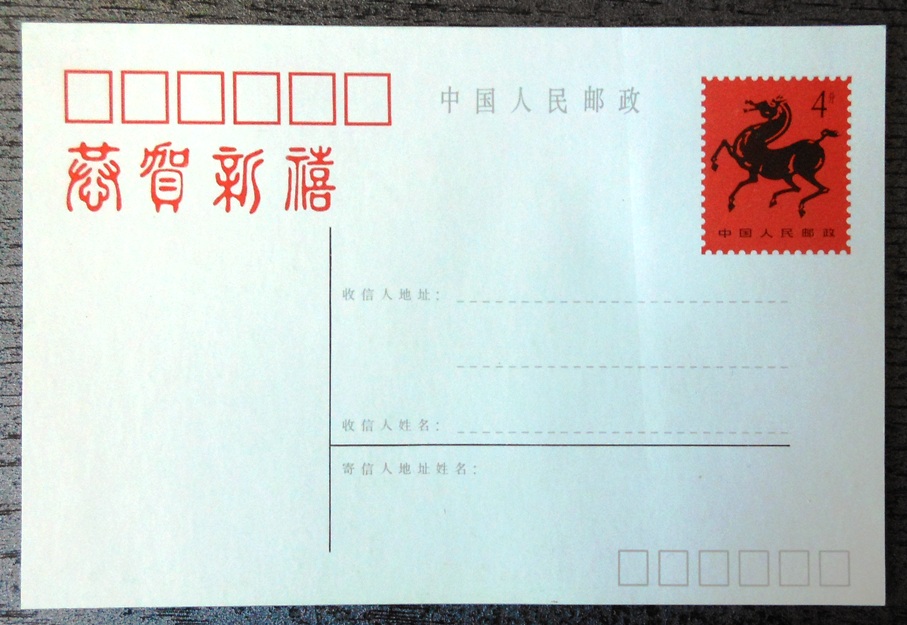 中国人民邮政
4分
恭贺新禧
中国人民邮政
收信人地址：
收信人姓名：
寄信人地址姓名：